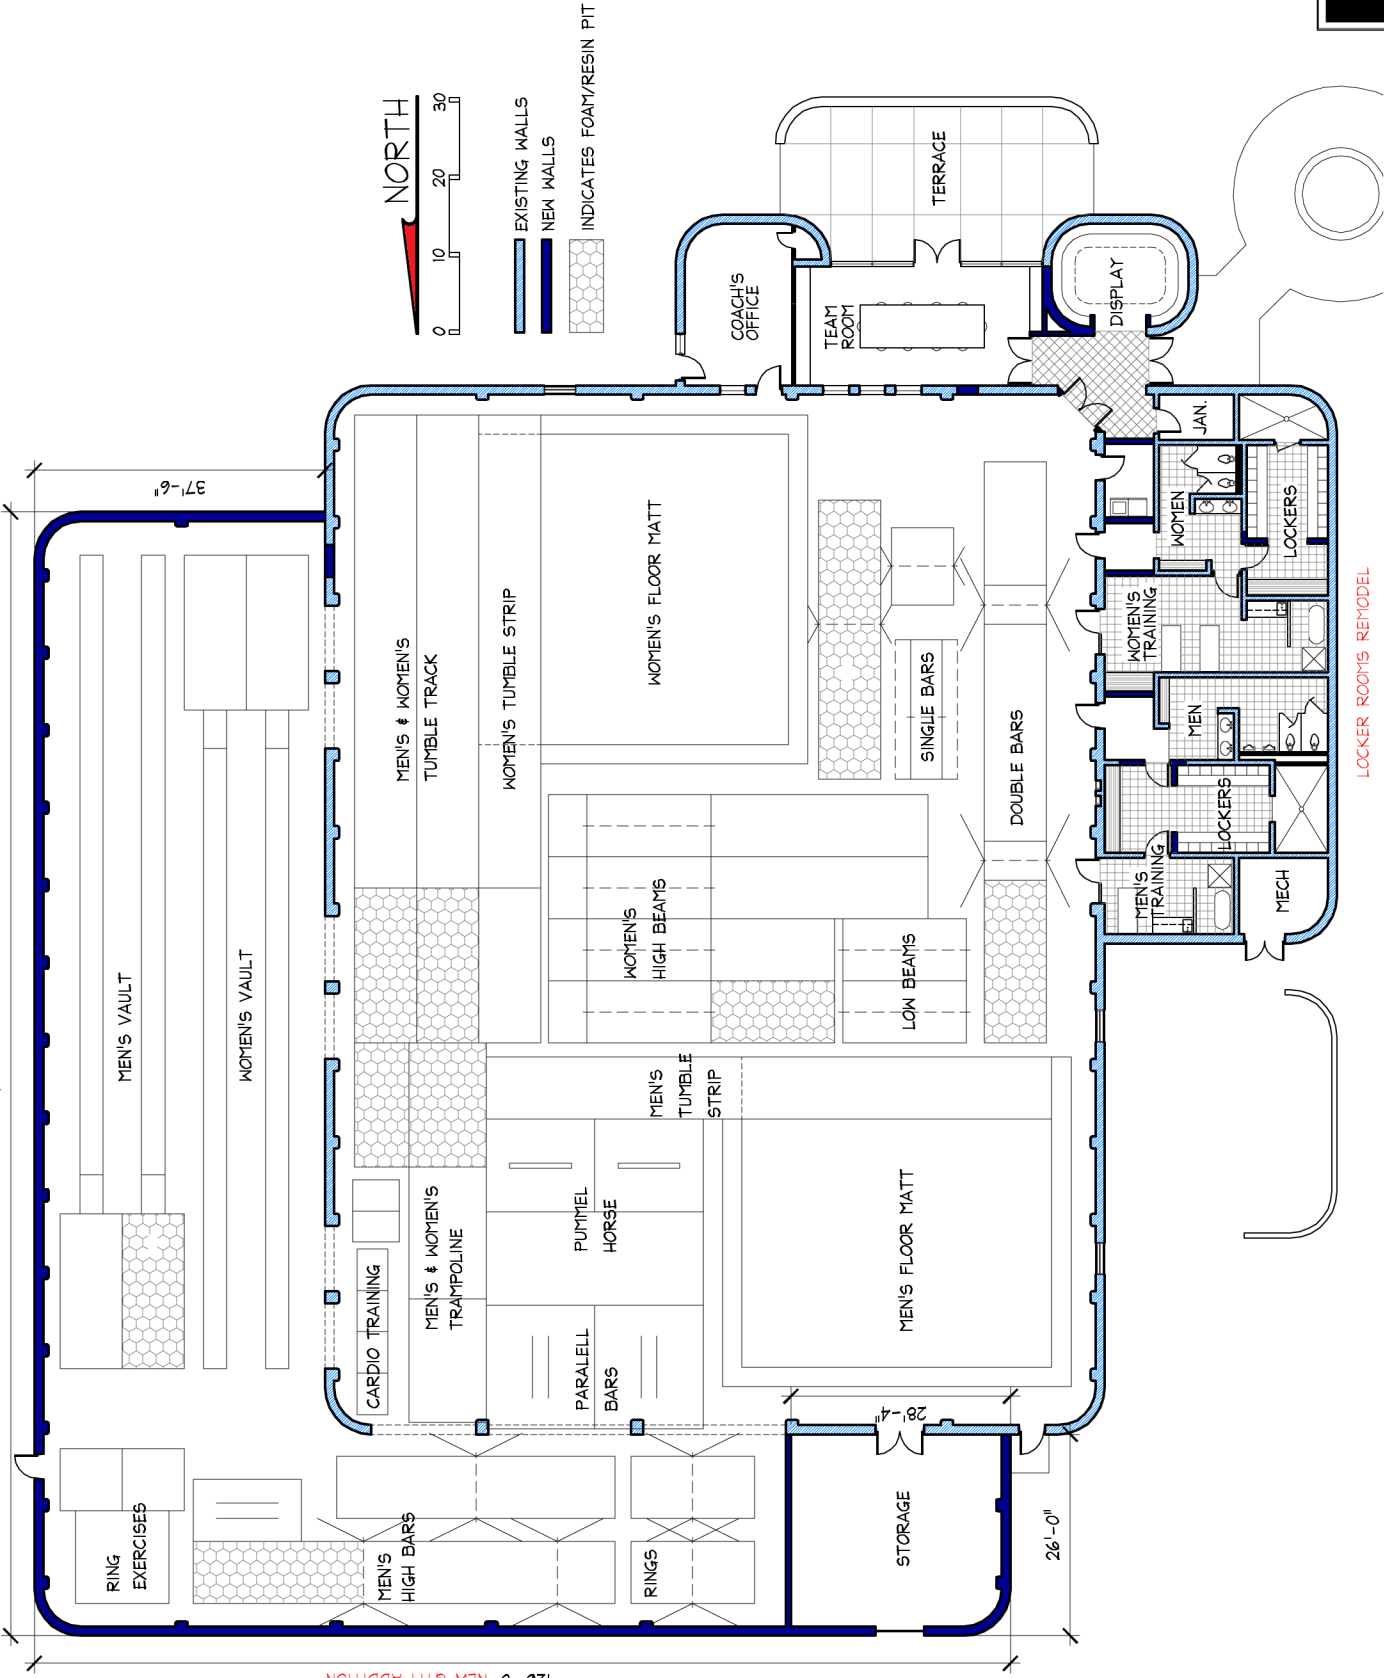 NORTH
0 10 20 30
EXISTING WALLS
NEW WALLS
INDICATES FOAM/RESIN PIT
37'-6"
MEN'S VAULT
WOMEN'S VAULT
MEN'S & WOMEN'S
TUMBLE TRACK
WOMEN'S TUMBLE STRIP
WOMEN'S FLOOR MATT
COACH'S
OFFICE
TEAM
ROOM
TERRACE
DISPLAY
JAN.
WOMEN
LOCKERS
WOMEN'S
TRAINING
MEN
LOCKERS
MEN'S
TRAINING
MECH
LOCKER ROOMS REMODEL
SINGLE BARS
DOUBLE BARS
WOMEN'S
HIGH BEAMS
LOW BEAMS
MEN'S
TUMBLE
STRIP
MEN'S & WOMEN'S
TRAMPOLINE
CARDIO TRAINING
PUMMEL
HORSE
PARALELL
BARS
MEN'S FLOOR MATT
28'-4"
STORAGE
26'-0"
RING
EXERCISES
MEN'S
HIGH BARS
RINGS